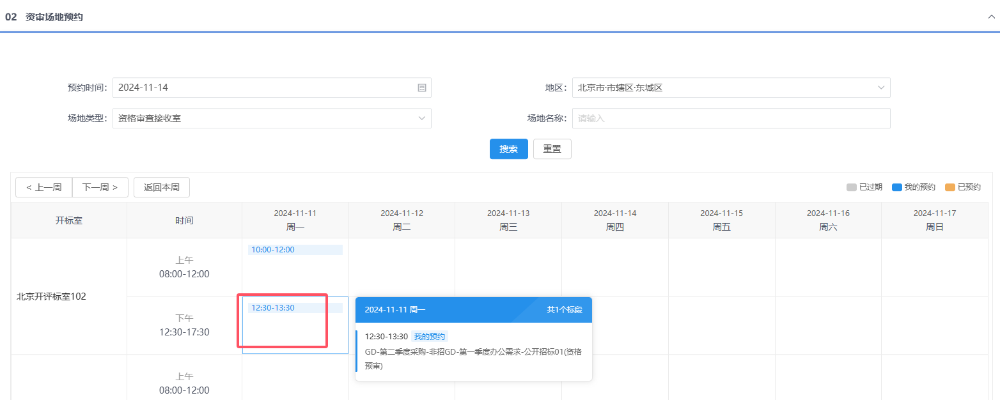 02 资审场地预约
预约时间： 2024-11-14 地区： 北京市·市辖区·东城区
场地类型： 资格审查接收室 场地名称： 请输入
搜索 重置
< 上一周 下一周 > 返回本周 已过期 我的预约 已预约
开标室 时间 2024-11-11 2024-11-12 2024-11-13 2024-11-14 2024-11-15 2024-11-16 2024-11-17
周一 周二 周三 周四 周五 周六 周日
10:00-12:00
上午
08:00-12:00
北京开评标室102
12:30-13:30
下午
12:30-17:30
2024-11-11 周一 共1个标段
12:30-13:30 我的预约
GD-第二季度采购-非招GD-第一季度办公需求-公开招标01(资格
预审)
上午
08:00-12:00